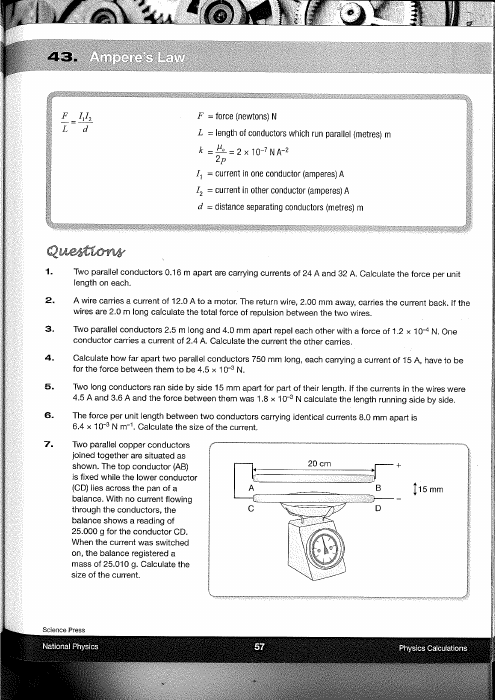 43. Ampere's Law
F/L = I₁I₂/d
F = force (newtons) N
L = length of conductors which run parallel (metres) m
k = μₒ/2p = 2 × 10⁻⁷ N A⁻²
I₁ = current in one conductor (amperes) A
I₂ = current in other conductor (amperes) A
d = distance separating conductors (metres) m
Questions
1. Two parallel conductors 0.16 m apart are carrying currents of 24 A and 32 A. Calculate the force per unit
length on each.
2. A wire carries a current of 12.0 A to a motor. The return wire, 2.00 mm away, carries the current back. If the
wires are 2.0 m long calculate the total force of repulsion between the two wires.
3. Two parallel conductors 2.5 m long and 4.0 mm apart repel each other with a force of 1.2 × 10⁻⁴ N. One
conductor carries a current of 2.4 A. Calculate the current the other carries.
4. Calculate how far apart two parallel conductors 750 mm long, each carrying a current of 15 A, have to be
for the force between them to be 4.5 × 10⁻³ N.
5. Two long conductors ran side by side 15 mm apart for part of their length. If the currents in the wires were
4.5 A and 3.6 A and the force between them was 1.8 × 10⁻³ N calculate the length running side by side.
6. The force per unit length between two conductors carrying identical currents 8.0 mm apart is
6.4 × 10⁻³ N m⁻¹. Calculate the size of the current.
7. Two parallel copper conductors
joined together are situated as
shown. The top conductor (AB)
is fixed while the lower conductor
(CD) lies across the pan of a
balance. With no current flowing
through the conductors, the
balance shows a reading of
25.000 g for the conductor CD.
When the current was switched
on, the balance registered a
mass of 25.010 g. Calculate the
size of the current.
20 cm
+
A B
15 mm
–
C D
Science Press
National Physics 57 Physics Calculations